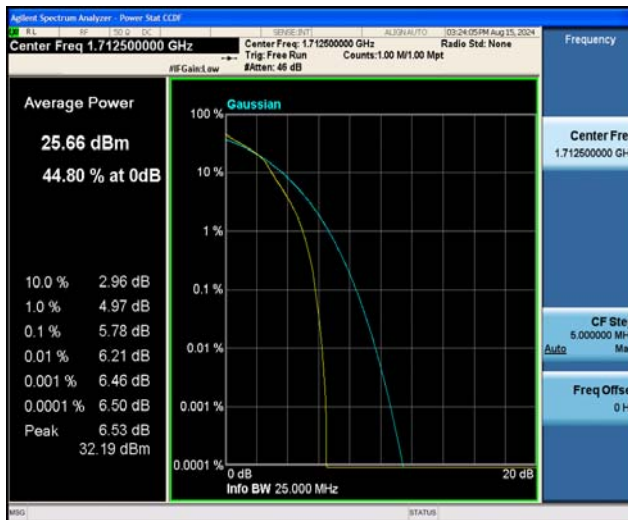 Agilent Spectrum Analyzer - Power Stat CCDF
RL RF 50 Ω DC SENSE:INT ALIGN AUTO 03:24:05 PM Aug 15, 2024
Center Freq 1.712500000 GHz
Center Freq: 1.712500000 GHz Radio Std: None
Trig: Free Run Counts:1.00 M/1.00 Mpt
#IFGain:Low #Atten: 46 dB
Frequency
Average Power
25.66 dBm
44.80 % at 0dB
10.0 % 2.96 dB
1.0 % 4.97 dB
0.1 % 5.78 dB
0.01 % 6.21 dB
0.001 % 6.46 dB
0.0001 % 6.50 dB
Peak 6.53 dB
32.19 dBm
Gaussian
100 %
10 %
1 %
0.1 %
0.01 %
0.001 %
0.0001 %
0 dB 20 dB
Info BW 25.000 MHz
Center Fre
1.712500000 GH
CF Ste
5.000000 MH
Auto Ma
Freq Offse
0 H
MSG STATUS